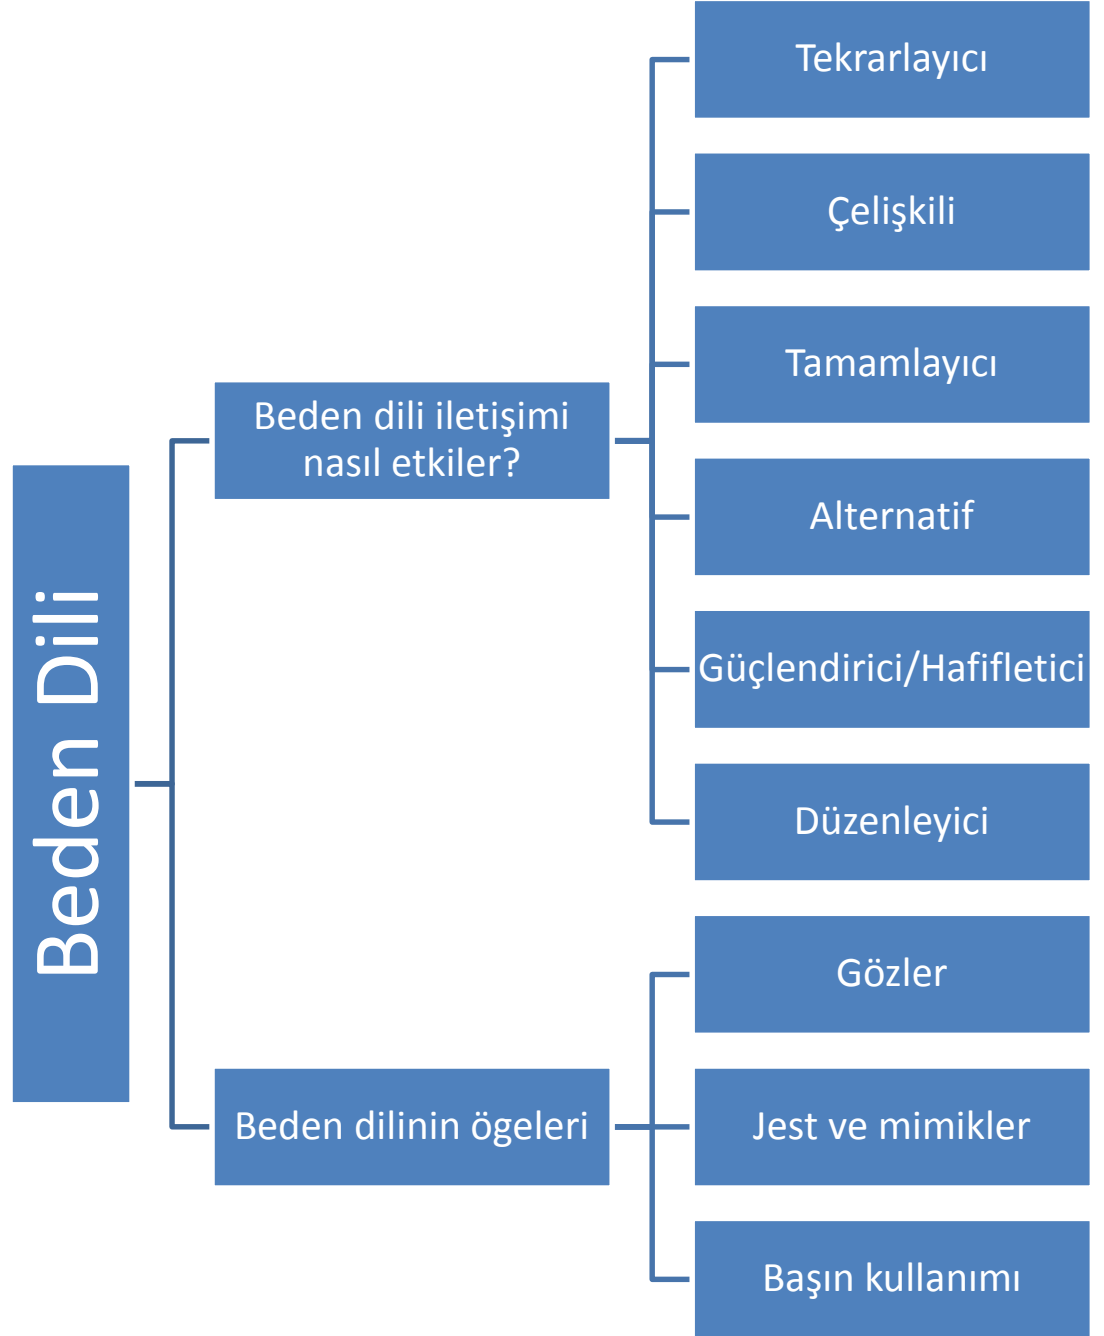 Beden Dili
Beden dili iletişimi
nasıl etkiler?
Tekrarlayıcı
Çelişkili
Tamamlayıcı
Alternatif
Güçlendirici/Hafifletici
Düzenleyici
Beden dilinin ögeleri
Gözler
Jest ve mimikler
Başın kullanımı